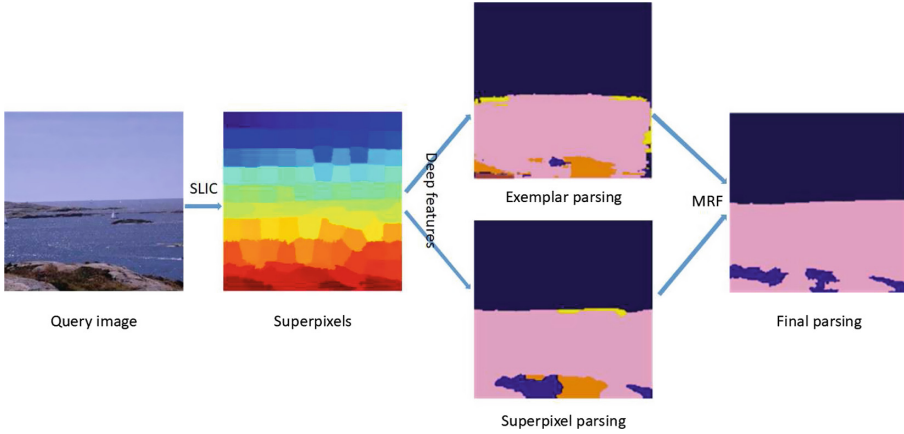 SLIC
Deep features
Exemplar parsing
MRF
Query image
Superpixels
Final parsing
Superpixel parsing